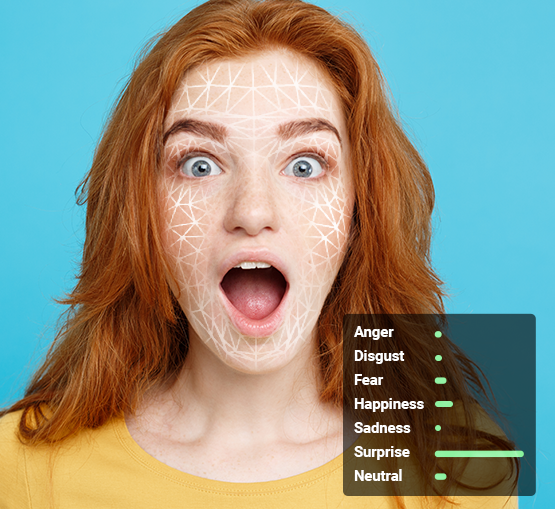 Anger
Disgust
Fear
Happiness
Sadness
Surprise
Neutral